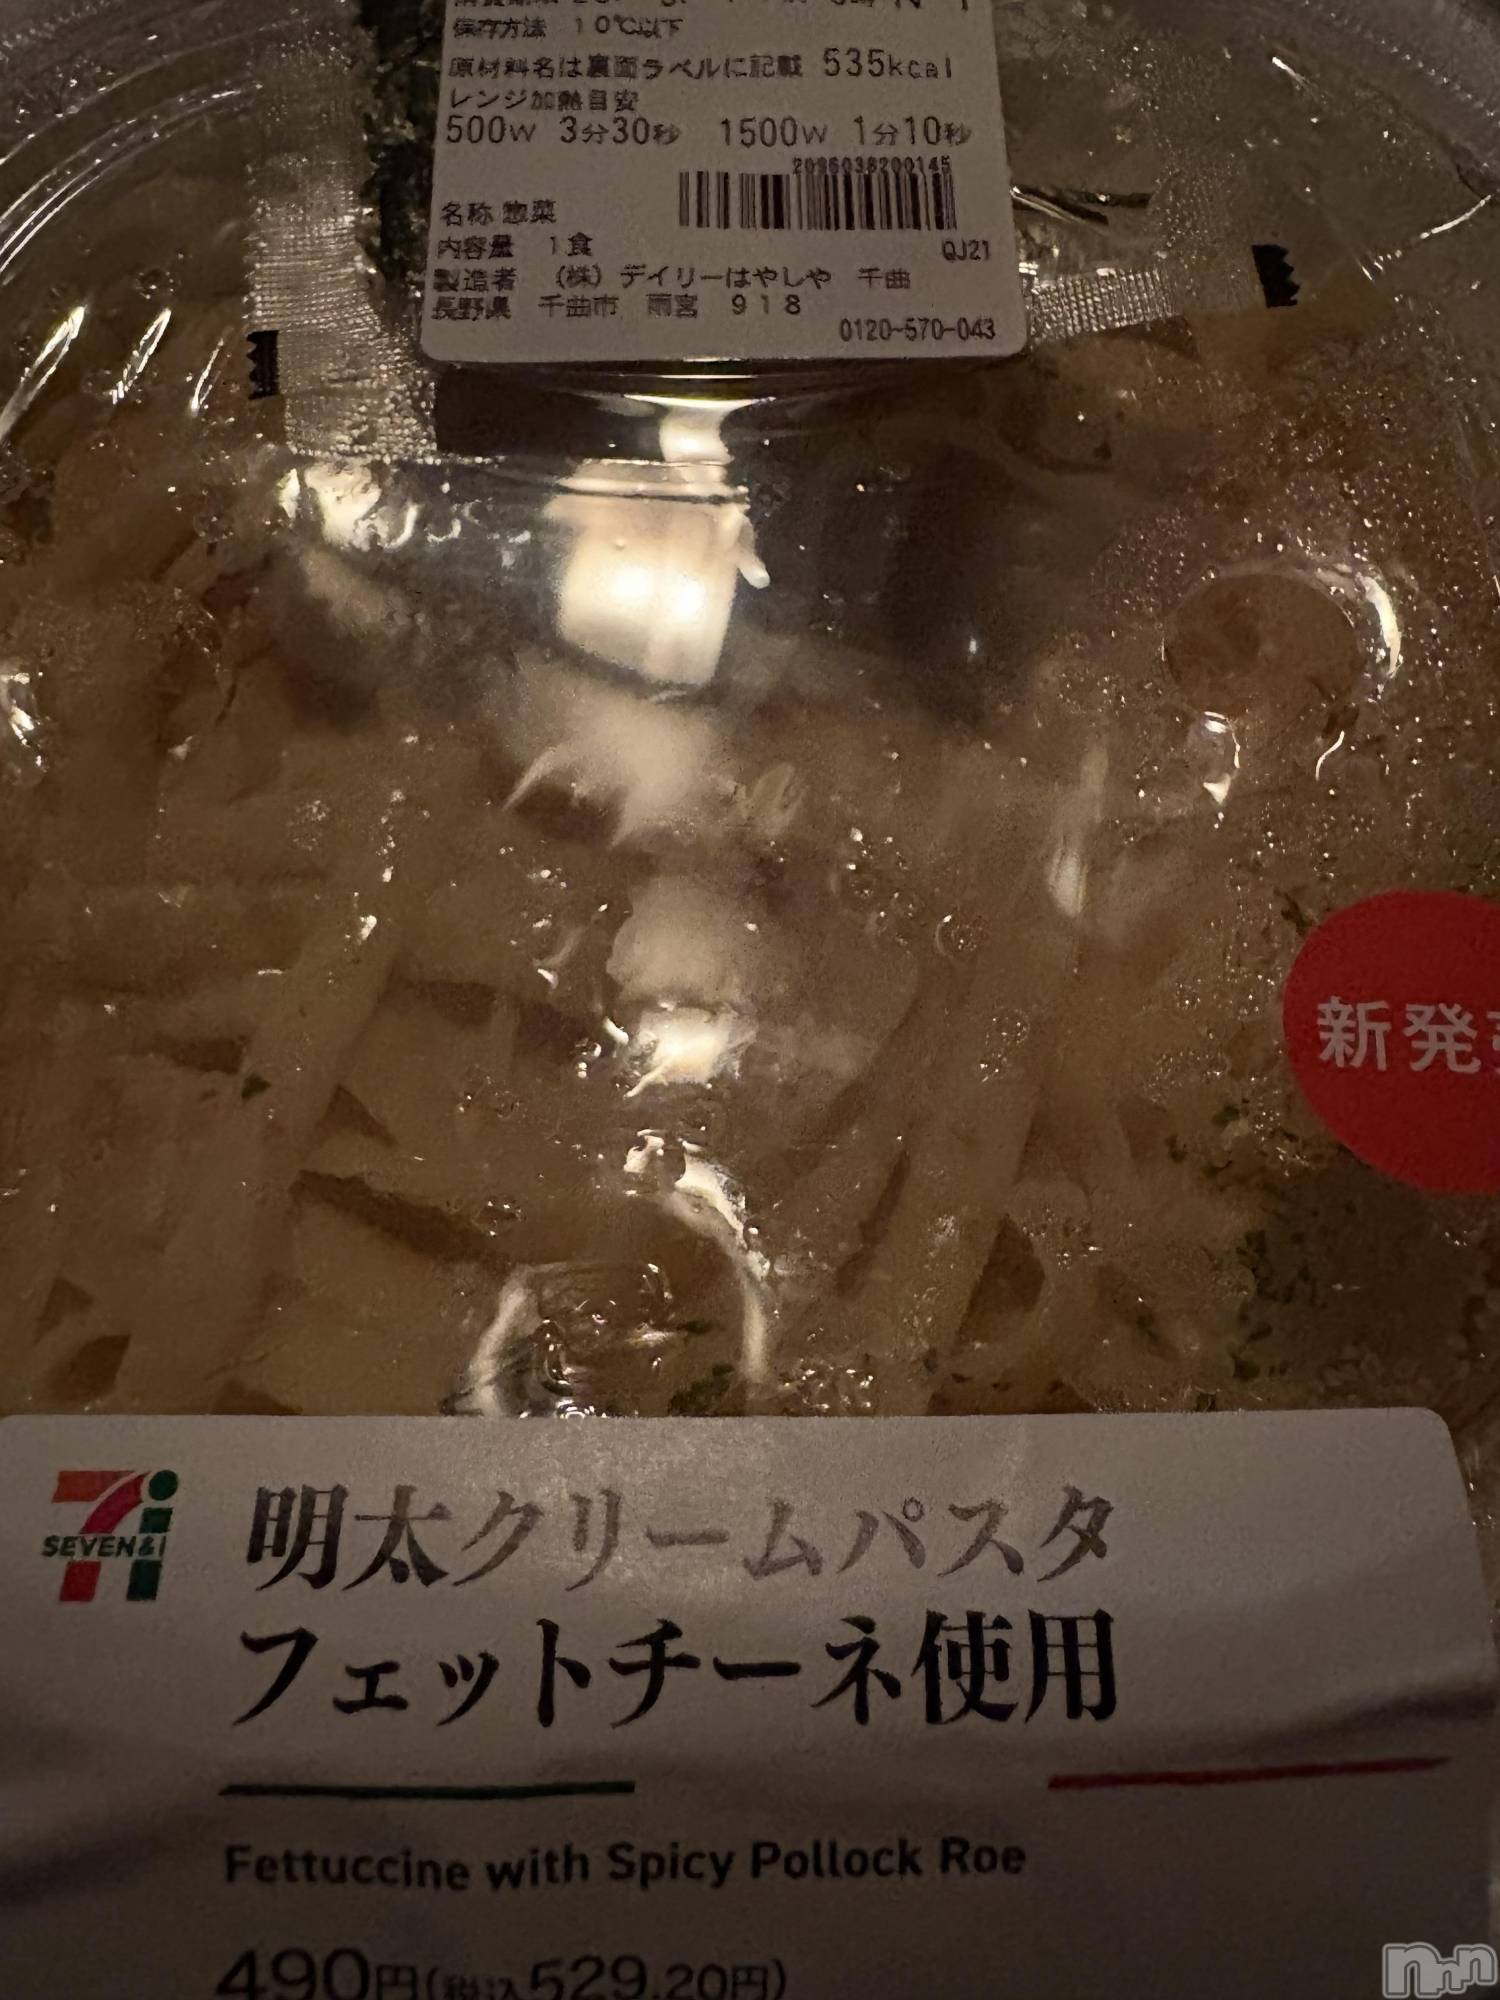 保存方法 10℃以下
原材料名は裏面ラベルに記載 535kcal
レンジ加熱目安
500W 3分30秒 1500W 1分10秒
2096038200145
名称 惣菜
内容量 1食
QJ21
製造者 (株)デイリーはやしや 千曲
長野県 千曲市 雨宮 918
0120-570-043
新発
SEVEN&i
明太クリームパスタ
フェットチーネ使用
Fettuccine with Spicy Pollock Roe
490円(税込529.20円)
nnn